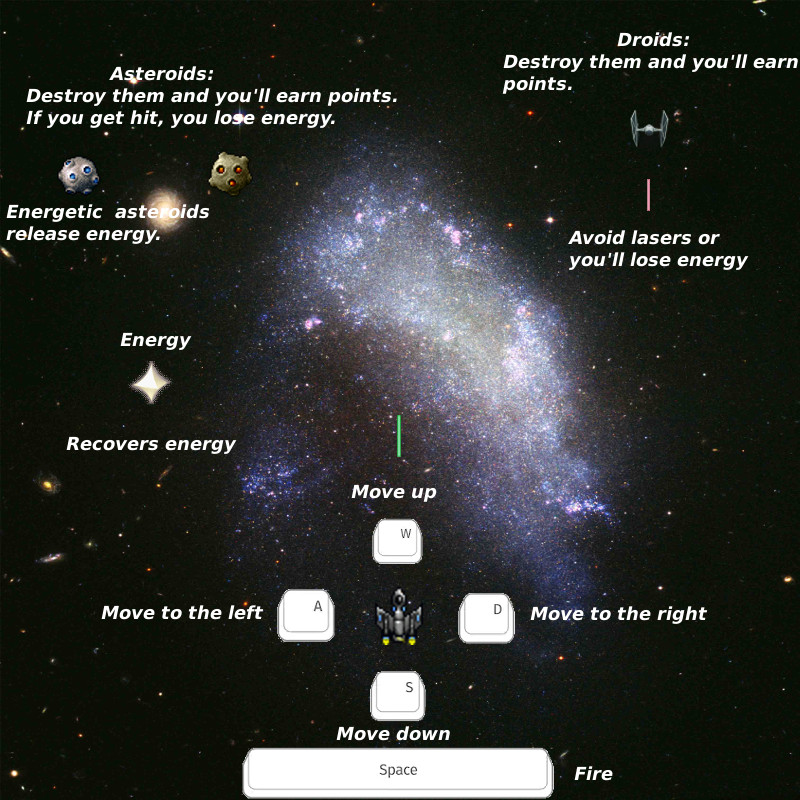 Droids:
Destroy them and you'll earn
points.
Asteroids:
Destroy them and you'll earn points.
If you get hit, you lose energy.
Energetic asteroids
release energy.
Avoid lasers or
you'll lose energy
Energy
Recovers energy
Move up
W
Move to the left
A
D
Move to the right
S
Move down
Space
Fire